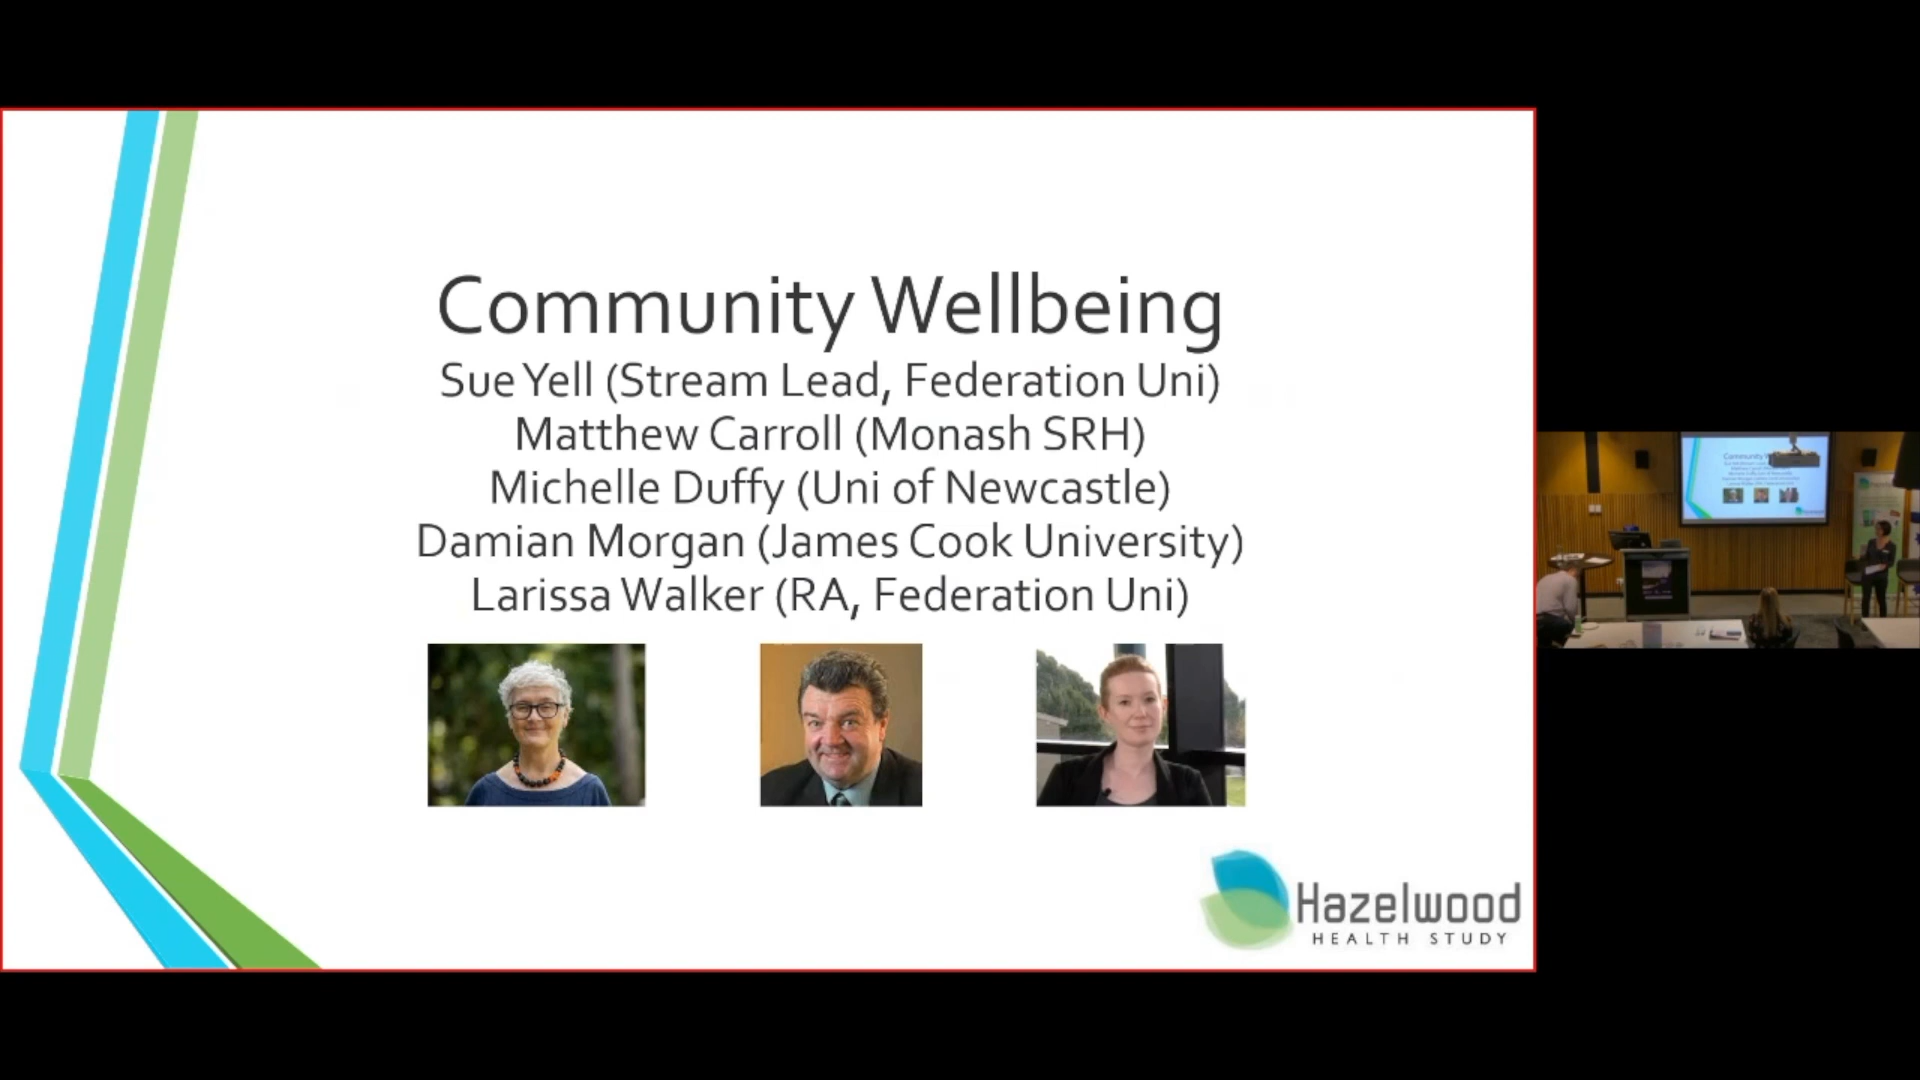 Community Wellbeing
Sue Yell (Stream Lead, Federation Uni)
Matthew Carroll (Monash SRH)
Michelle Duffy (Uni of Newcastle)
Damian Morgan (James Cook University)
Larissa Walker (RA, Federation Uni)
Hazelwood
HEALTH STUDY